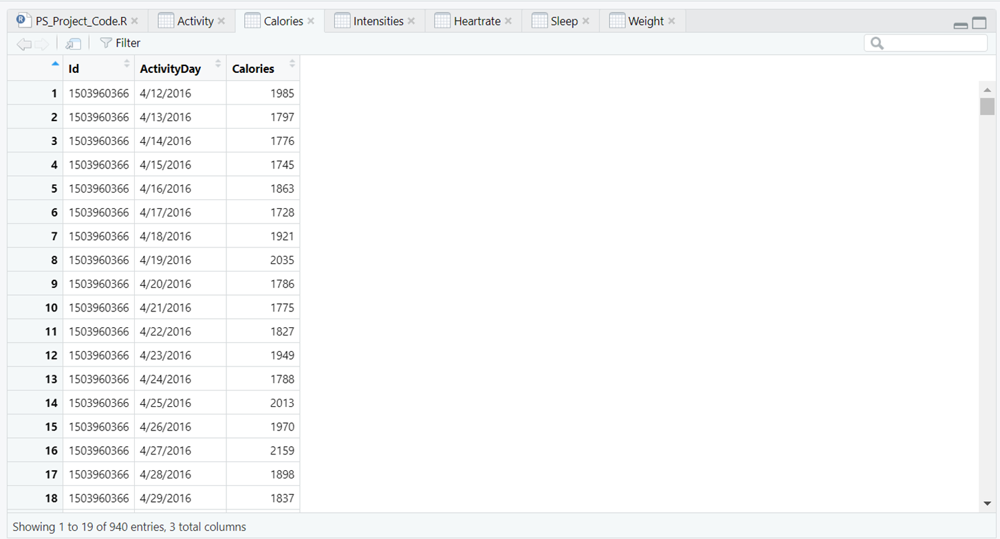 PS_Project_Code.R Activity Calories Intensities Heartrate Sleep Weight
Filter
Id ActivityDay Calories
1 1503960366 4/12/2016 1985
2 1503960366 4/13/2016 1797
3 1503960366 4/14/2016 1776
4 1503960366 4/15/2016 1745
5 1503960366 4/16/2016 1863
6 1503960366 4/17/2016 1728
7 1503960366 4/18/2016 1921
8 1503960366 4/19/2016 2035
9 1503960366 4/20/2016 1786
10 1503960366 4/21/2016 1775
11 1503960366 4/22/2016 1827
12 1503960366 4/23/2016 1949
13 1503960366 4/24/2016 1788
14 1503960366 4/25/2016 2013
15 1503960366 4/26/2016 1970
16 1503960366 4/27/2016 2159
17 1503960366 4/28/2016 1898
18 1503960366 4/29/2016 1837
Showing 1 to 19 of 940 entries, 3 total columns